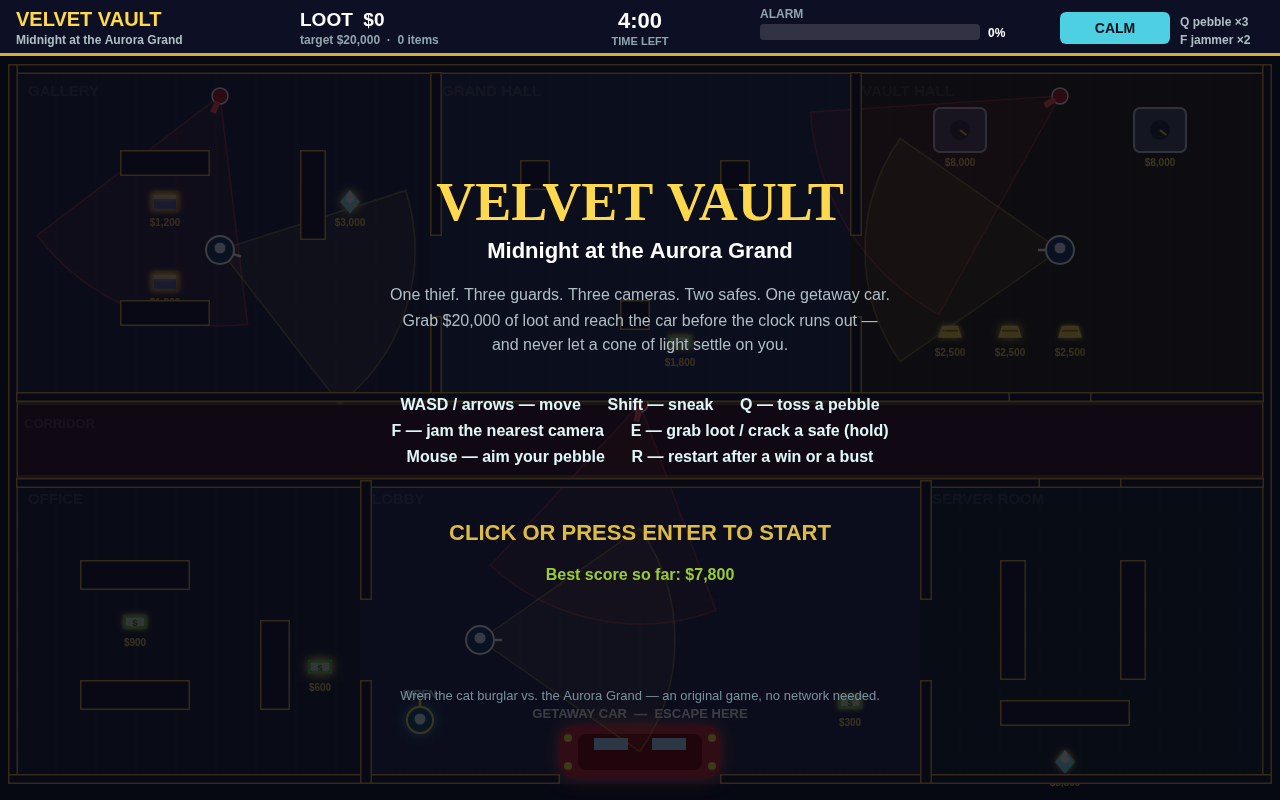 VELVET VAULT
Midnight at the Aurora Grand
LOOT $0
target $20,000 · 0 items
4:00
TIME LEFT
ALARM
0%
CALM
Q pebble ×3
F jammer ×2
GALLERY
GRAND HALL
VAULT HALL
$8,000
$8,000
$1,200
$3,000
VELVET VAULT
Midnight at the Aurora Grand
One thief. Three guards. Three cameras. Two safes. One getaway car.
Grab $20,000 of loot and reach the car before the clock runs out —
and never let a cone of light settle on you.
$1,800
$2,500
$2,500
$2,500
WASD / arrows — move Shift — sneak Q — toss a pebble
F — jam the nearest camera E — grab loot / crack a safe (hold)
Mouse — aim your pebble R — restart after a win or a bust
CORRIDOR
OFFICE
LOBBY
SERVER ROOM
CLICK OR PRESS ENTER TO START
Best score so far: $7,800
$900
$600
Wren the cat burglar vs. the Aurora Grand — an original game, no network needed.
GETAWAY CAR — ESCAPE HERE
$300